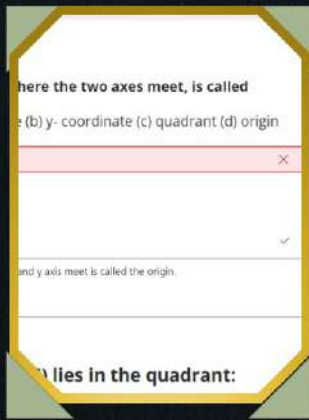 here the two axes meet, is called
(b) y- coordinate (c) quadrant (d) origin
and y axis meet is called the origin.
lies in the quadrant: